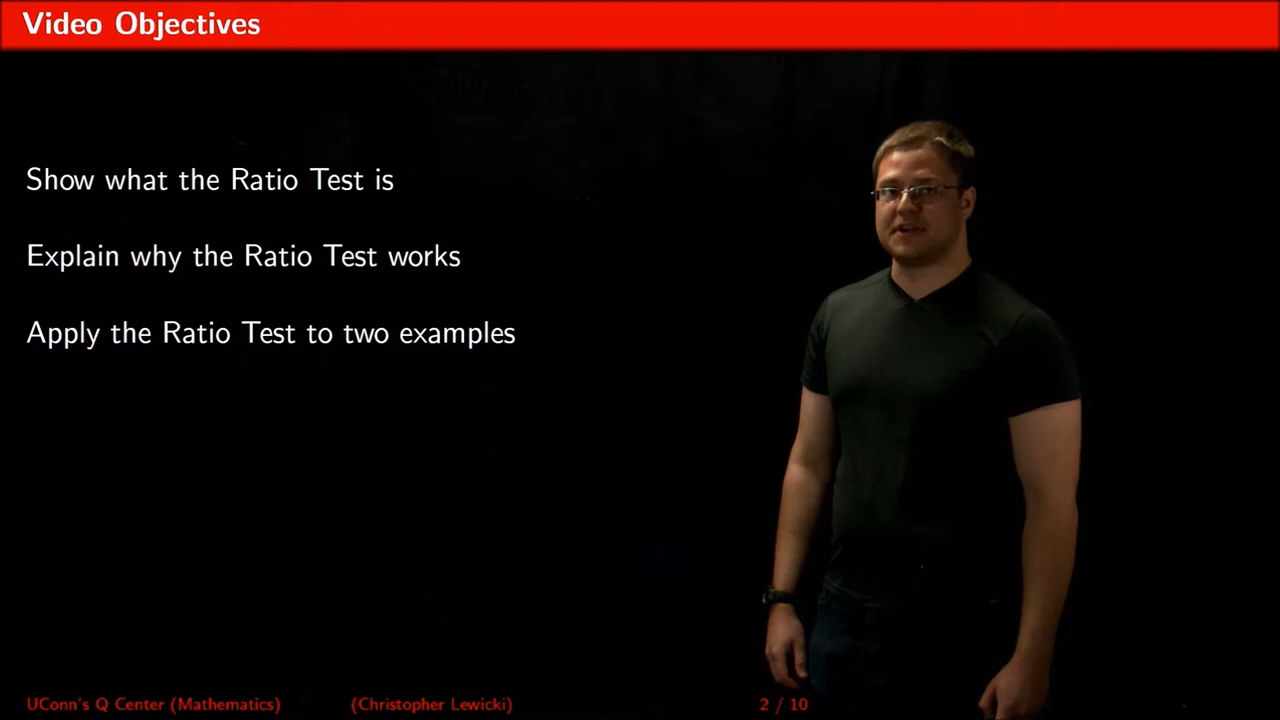 Video Objectives
Show what the Ratio Test is
Explain why the Ratio Test works
Apply the Ratio Test to two examples
UConn's Q Center (Mathematics) (Christopher Lewicki) 2 / 10